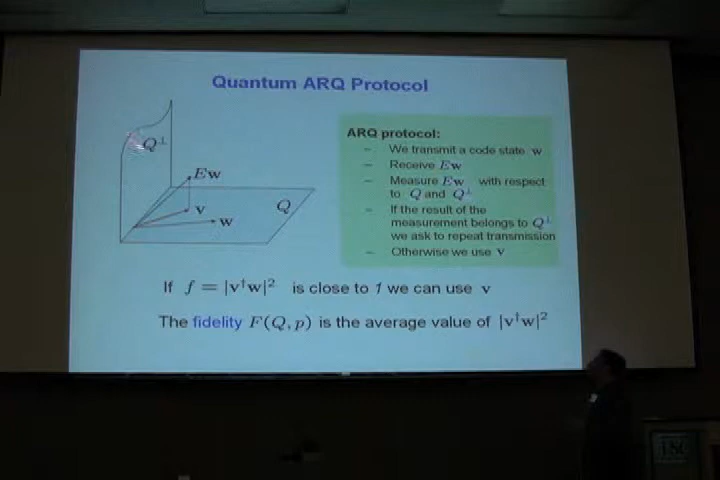 Quantum ARQ Protocol
Q⊥
Ew
v
w
Q
ARQ protocol:
– We transmit a code state w
– Receive Ew
– Measure Ew with respect
to Q and Q⊥
– If the result of the
measurement belongs to Q⊥
we ask to repeat transmission
– Otherwise we use v
If f = |v†w|² is close to 1 we can use v
The fidelity F(Q, p) is the average value of |v†w|²